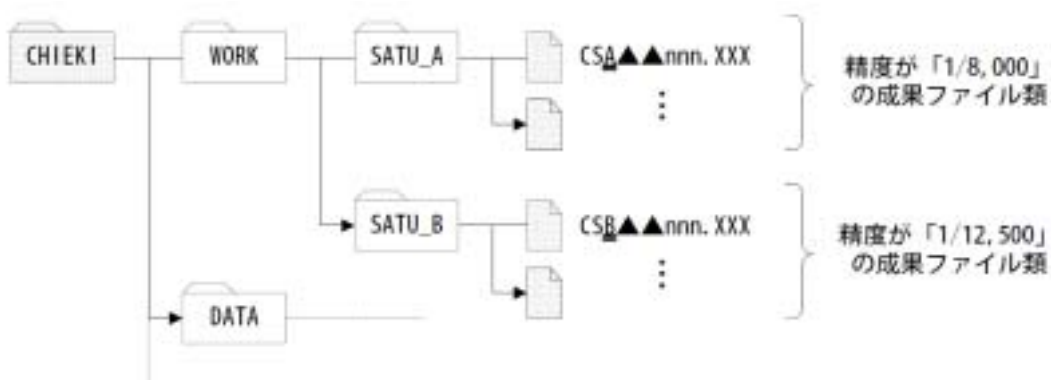 CHIEKI
WORK
SATU_A
CSA▲▲nnn.XXX
⋮
精度が「1/8,000」
の成果ファイル類
SATU_B
CSB▲▲nnn.XXX
⋮
精度が「1/12,500」
の成果ファイル類
DATA